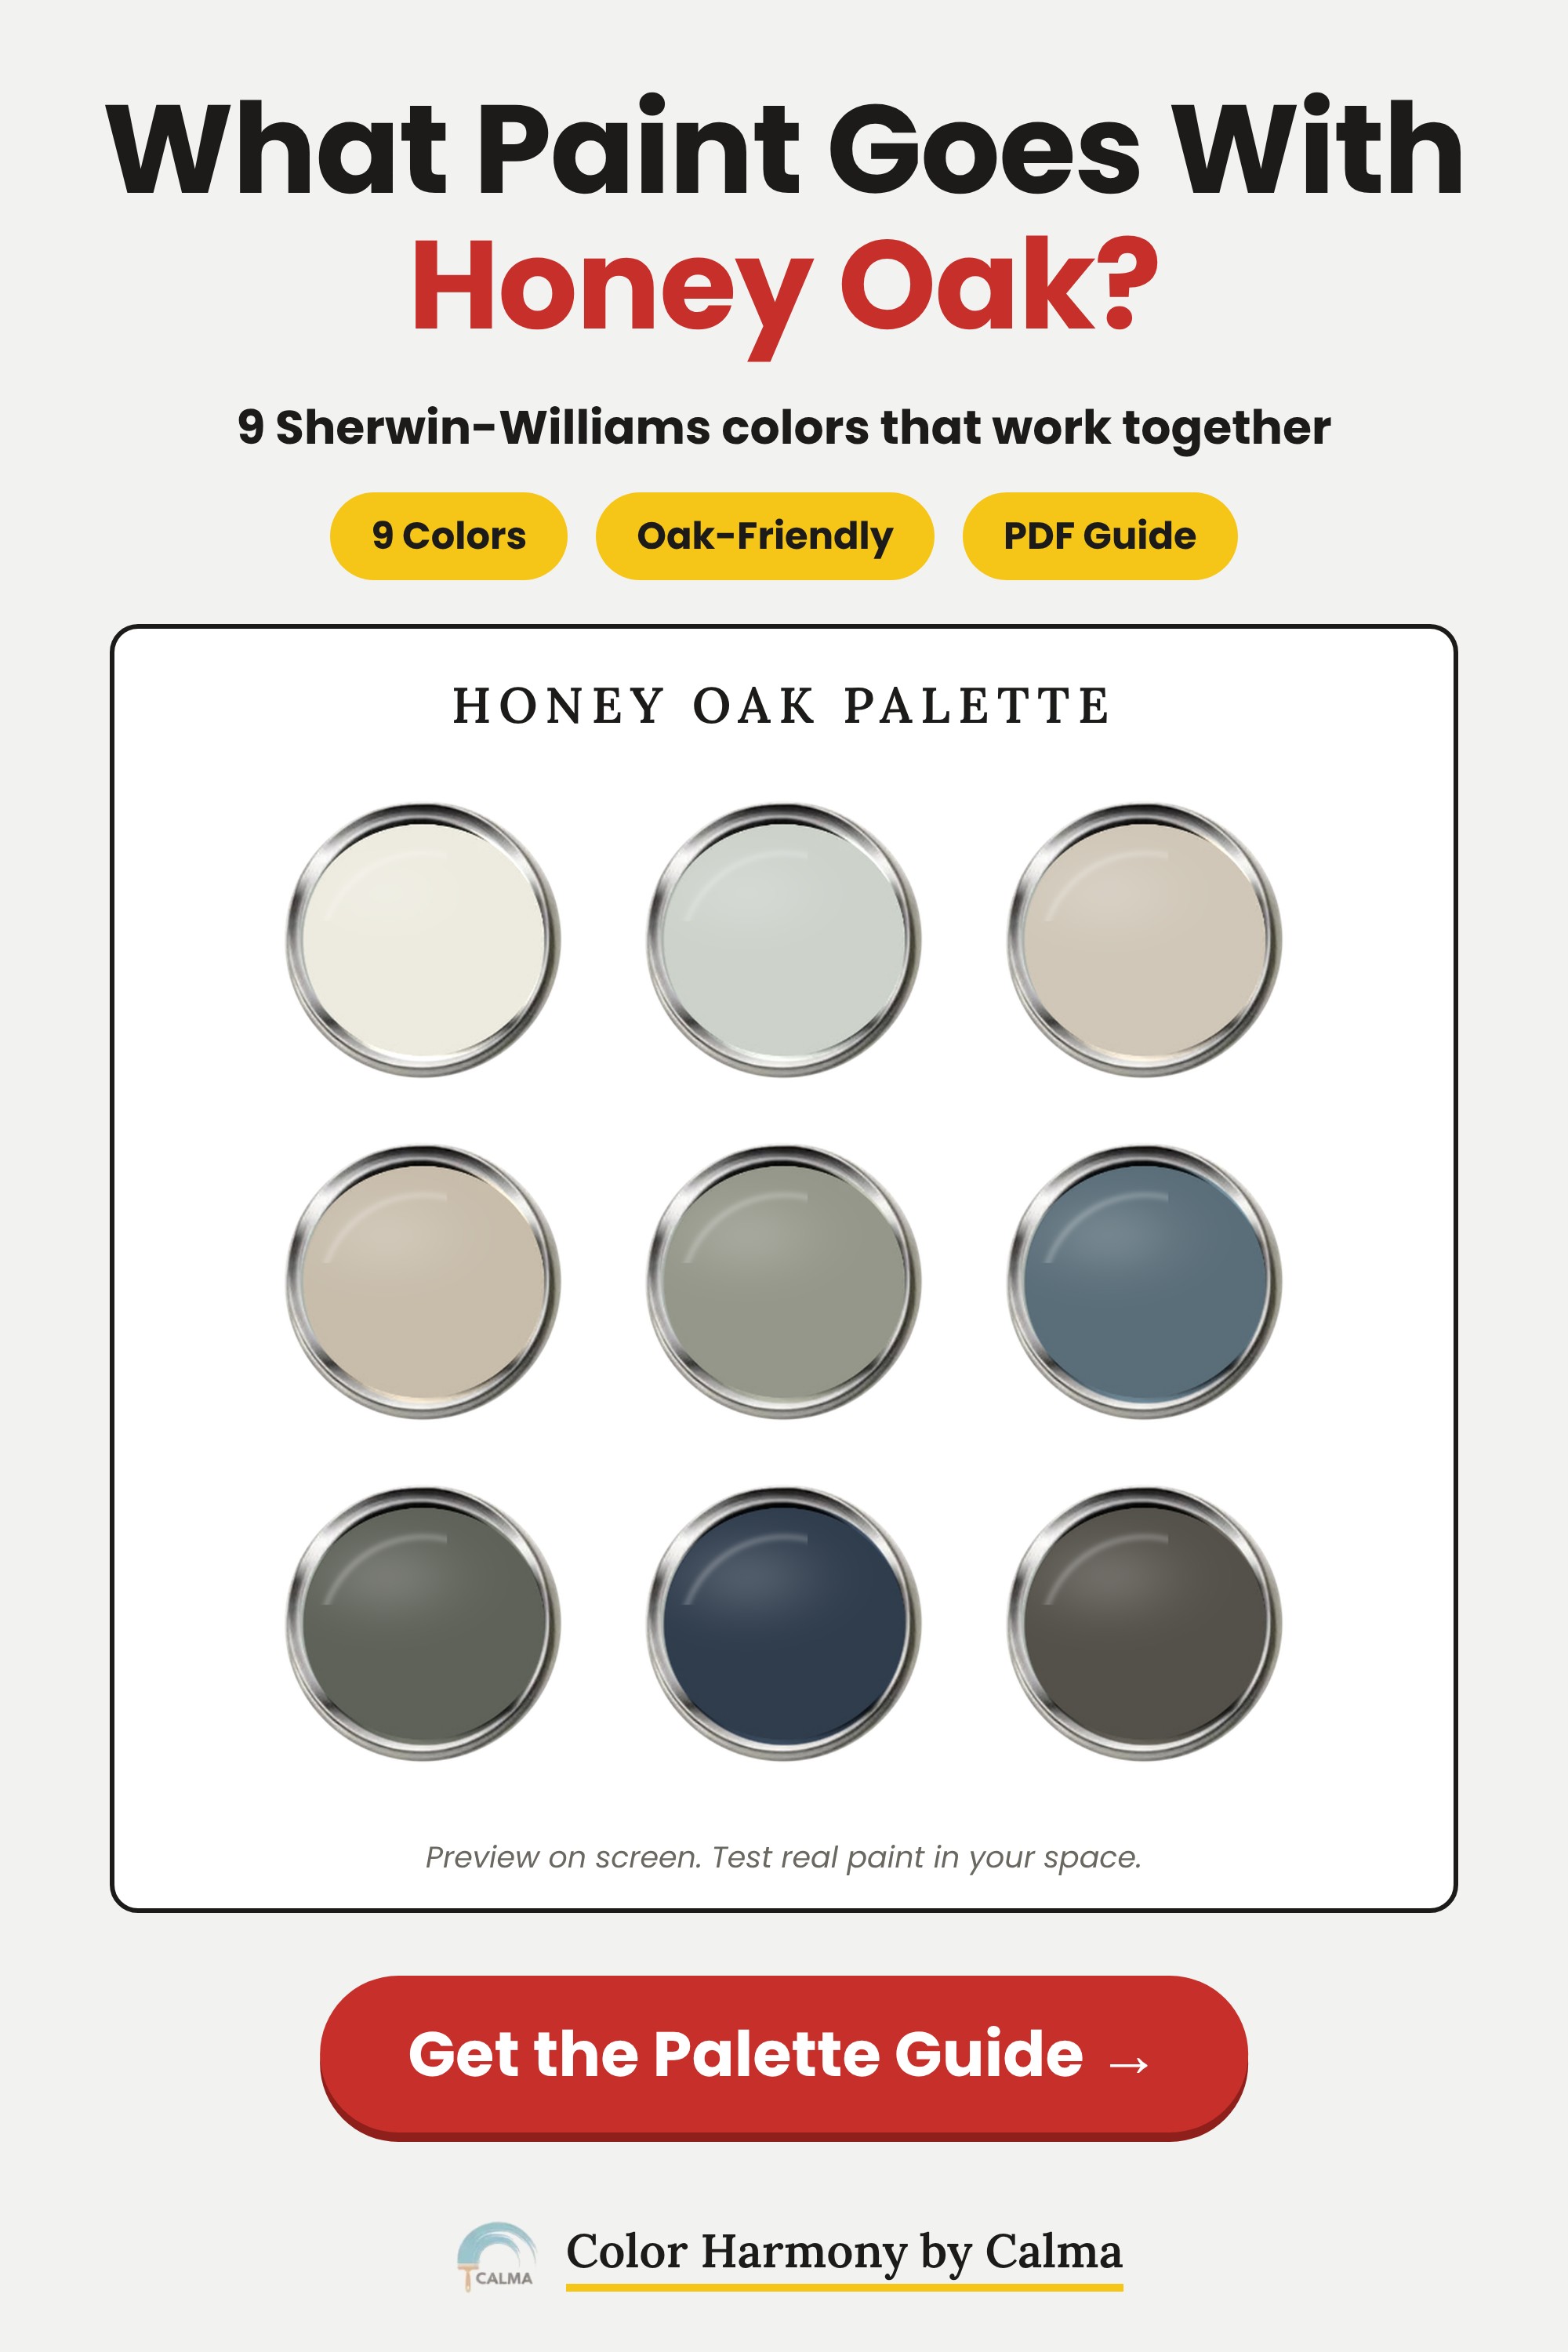 What Paint Goes With
Honey Oak?
9 Sherwin-Williams colors that work together
9 Colors
Oak-Friendly
PDF Guide
HONEY OAK PALETTE
Preview on screen. Test real paint in your space.
Get the Palette Guide →
CALMA
Color Harmony by Calma